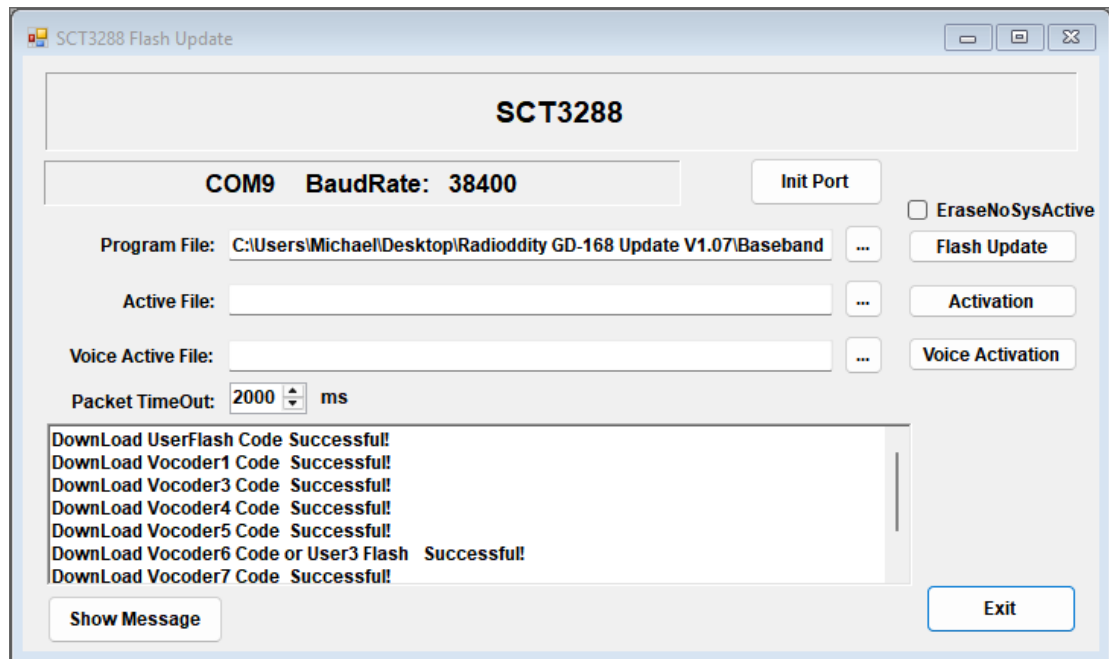 SCT3288 Flash Update
SCT3288
COM9 BaudRate: 38400
Init Port
EraseNoSysActive
Program File: C:\Users\Michael\Desktop\Radioddity GD-168 Update V1.07\Baseband ... Flash Update
Active File: ... Activation
Voice Active File: ... Voice Activation
Packet TimeOut: 2000 ms
DownLoad UserFlash Code Successful!
DownLoad Vocoder1 Code Successful!
DownLoad Vocoder3 Code Successful!
DownLoad Vocoder4 Code Successful!
DownLoad Vocoder5 Code Successful!
DownLoad Vocoder6 Code or User3 Flash Successful!
DownLoad Vocoder7 Code Successful!
Show Message
Exit